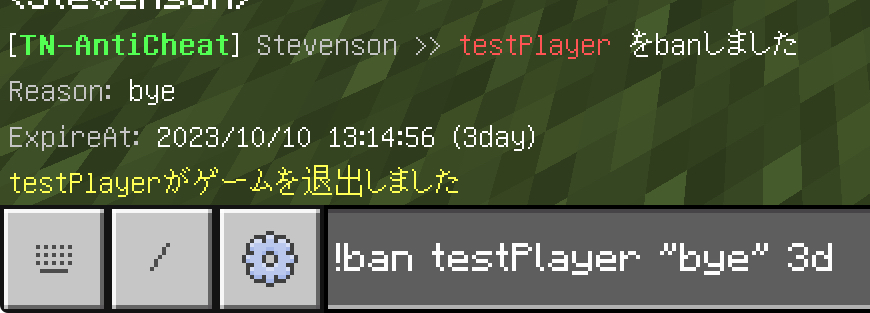 <Stevenson>
[TN-AntiCheat] Stevenson >> testPlayer をbanしました
Reason: bye
ExpireAt: 2023/10/10 13:14:56 (3day)
testPlayerがゲームを退出しました
/
!ban testPlayer "bye" 3d